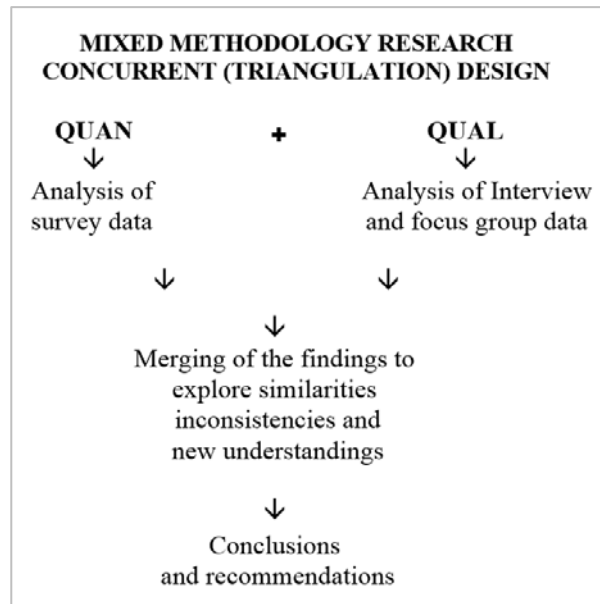 MIXED METHODOLOGY RESEARCH
CONCURRENT (TRIANGULATION) DESIGN
QUAN + QUAL
↓ ↓
Analysis of Analysis of Interview
survey data and focus group data
↓ ↓
↓
Merging of the findings to
explore similarities
inconsistencies and
new understandings
↓
Conclusions
and recommendations